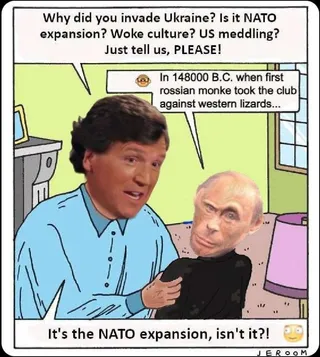 Why did you invade Ukraine? Is it NATO
expansion? Woke culture? US meddling?
Just tell us, PLEASE!
In 148000 B.C. when first
rossian monke took the club
against western lizards...
It's the NATO expansion, isn't it?!
JEROOM